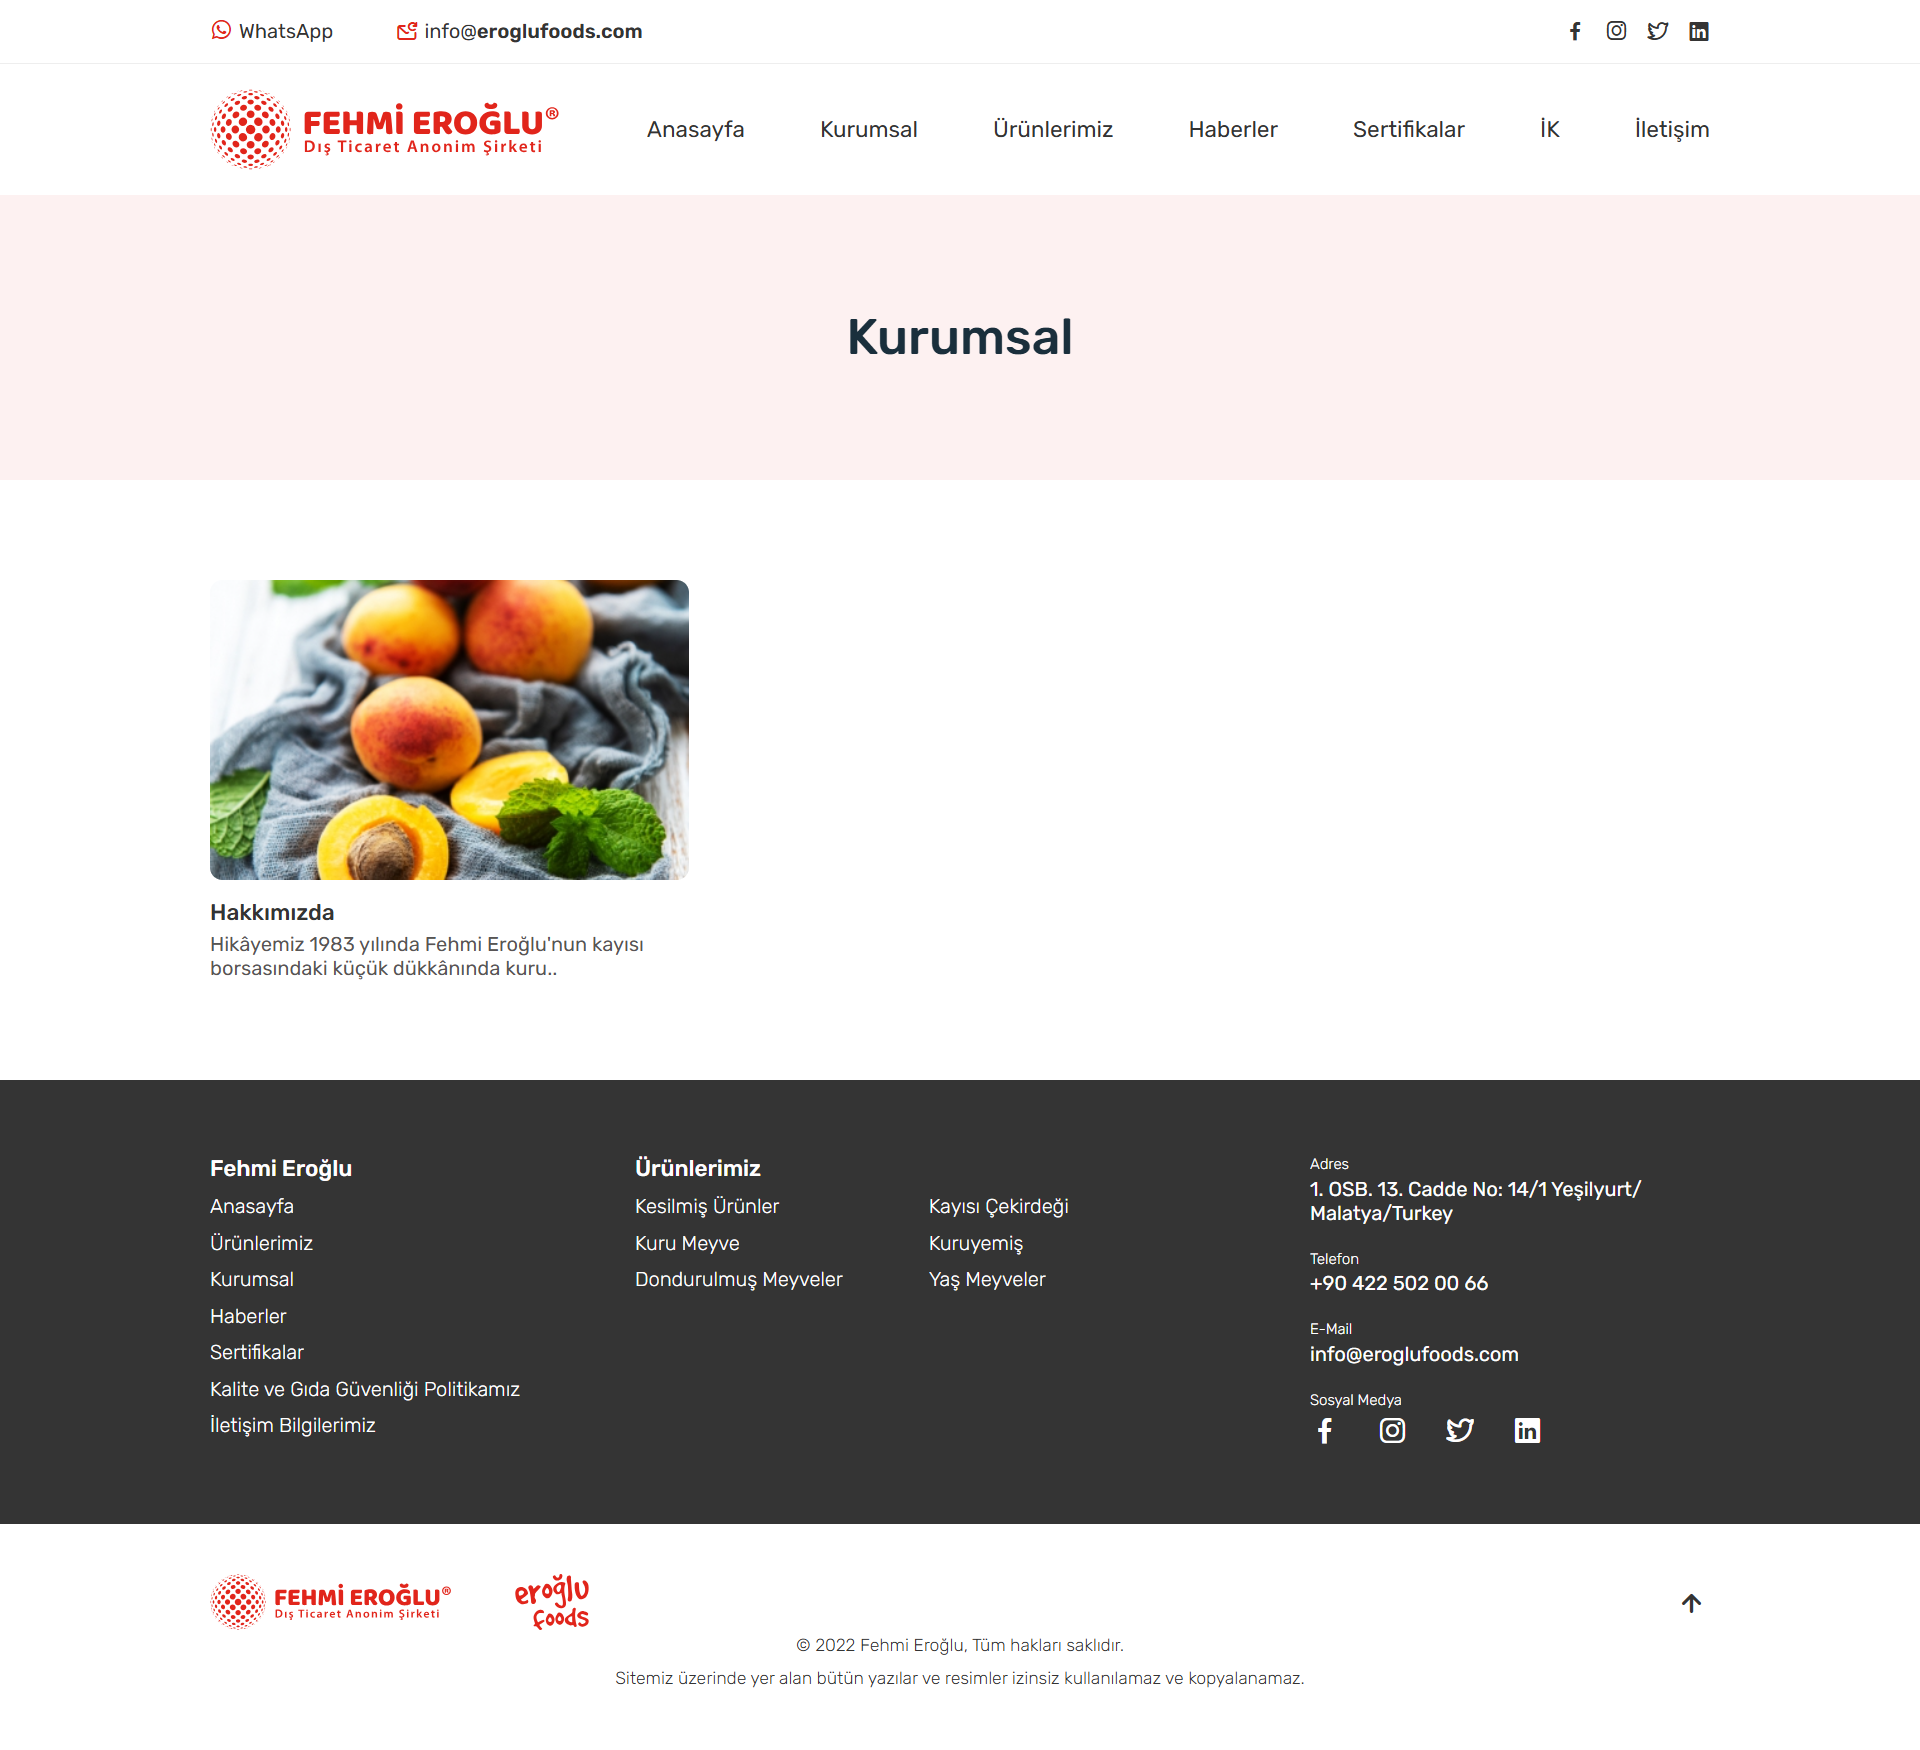 WhatsApp
info@eroglufoods.com
FEHMİ EROĞLU®
Dış Ticaret Anonim Şirketi
Anasayfa
Kurumsal
Ürünlerimiz
Haberler
Sertifikalar
İK
İletişim
Kurumsal
Hakkımızda
Hikâyemiz 1983 yılında Fehmi Eroğlu'nun kayısı
borsasındaki küçük dükkânında kuru..
Fehmi Eroğlu
Anasayfa
Ürünlerimiz
Kurumsal
Haberler
Sertifikalar
Kalite ve Gıda Güvenliği Politikamız
İletişim Bilgilerimiz
Ürünlerimiz
Kesilmiş Ürünler
Kuru Meyve
Dondurulmuş Meyveler
Kayısı Çekirdeği
Kuruyemiş
Yaş Meyveler
Adres
1. OSB. 13. Cadde No: 14/1 Yeşilyurt/
Malatya/Turkey
Telefon
+90 422 502 00 66
E-Mail
info@eroglufoods.com
Sosyal Medya
FEHMİ EROĞLU®
Dış Ticaret Anonim Şirketi
eroğlu
foods
© 2022 Fehmi Eroğlu, Tüm hakları saklıdır.
Sitemiz üzerinde yer alan bütün yazılar ve resimler izinsiz kullanılamaz ve kopyalanamaz.